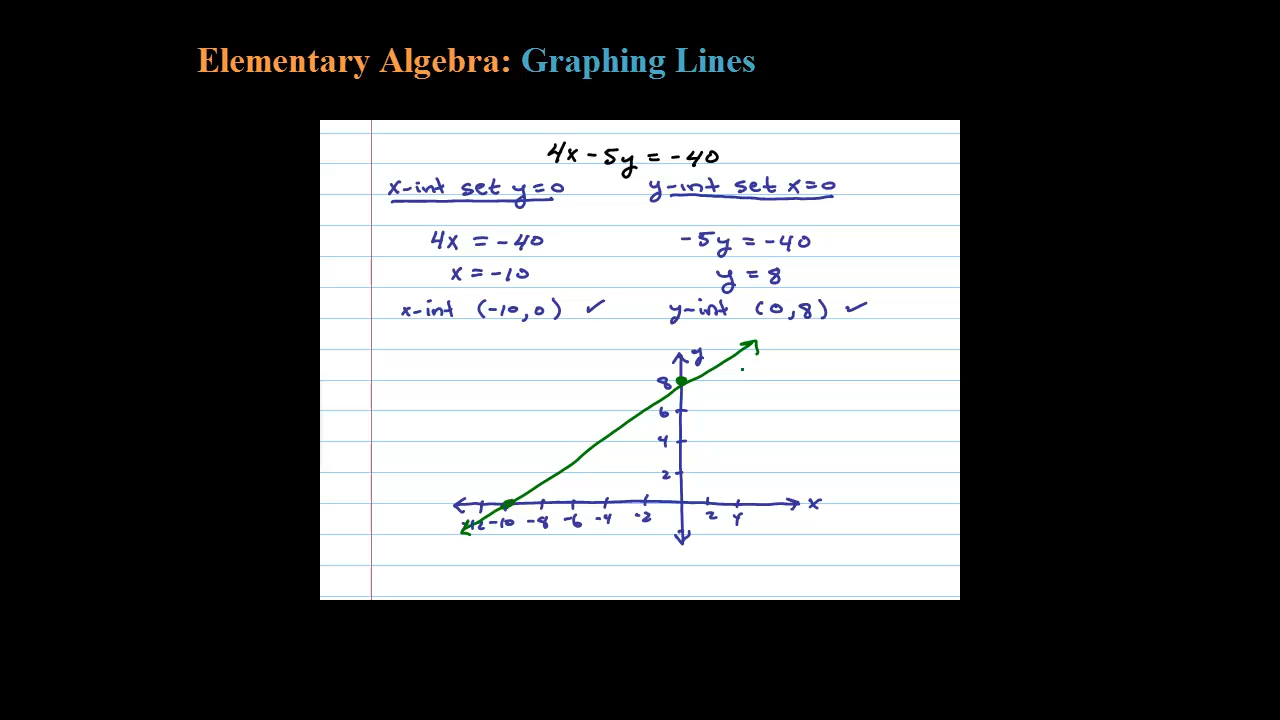 Elementary Algebra: Graphing Lines
4x - 5y = -40
x-int set y=0
y-int set x=0
4x = -40
-5y = -40
x = -10
y = 8
x-int (-10,0) ✓
y-int (0,8) ✓
y
8
6
4
2
x
-12 -10 -8 -6 -4 -2 2 4